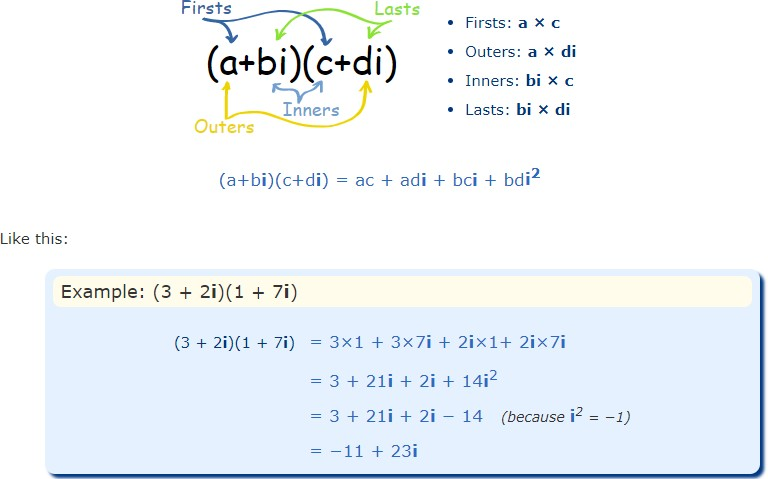 Firsts Lasts
(a+bi)(c+di)
Inners
Outers
• Firsts: a × c
• Outers: a × di
• Inners: bi × c
• Lasts: bi × di
(a+bi)(c+di) = ac + adi + bci + bdi²
Like this:
Example: (3 + 2i)(1 + 7i)
(3 + 2i)(1 + 7i) = 3×1 + 3×7i + 2i×1+ 2i×7i
= 3 + 21i + 2i + 14i²
= 3 + 21i + 2i − 14 (because i² = −1)
= −11 + 23i